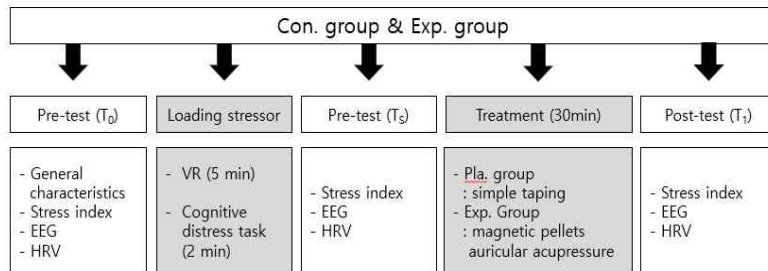 Con. group & Exp. group
Pre-test (T₀)
Loading stressor
Pre-test (Tₛ)
Treatment (30min)
Post-test (T₁)
- General
characteristics
- Stress index
- EEG
- HRV
- VR (5 min)
- Cognitive
distress task
(2 min)
- Stress index
- EEG
- HRV
- Pla. group
: simple taping
- Exp. Group
: magnetic pellets
auricular acupressure
- Stress index
- EEG
- HRV